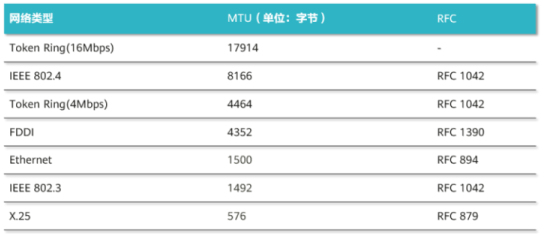 网络类型 MTU（单位：字节） RFC
Token Ring(16Mbps) 17914 -
IEEE 802.4 8166 RFC 1042
Token Ring(4Mbps) 4464 RFC 1042
FDDI 4352 RFC 1390
Ethernet 1500 RFC 894
IEEE 802.3 1492 RFC 1042
X.25 576 RFC 879